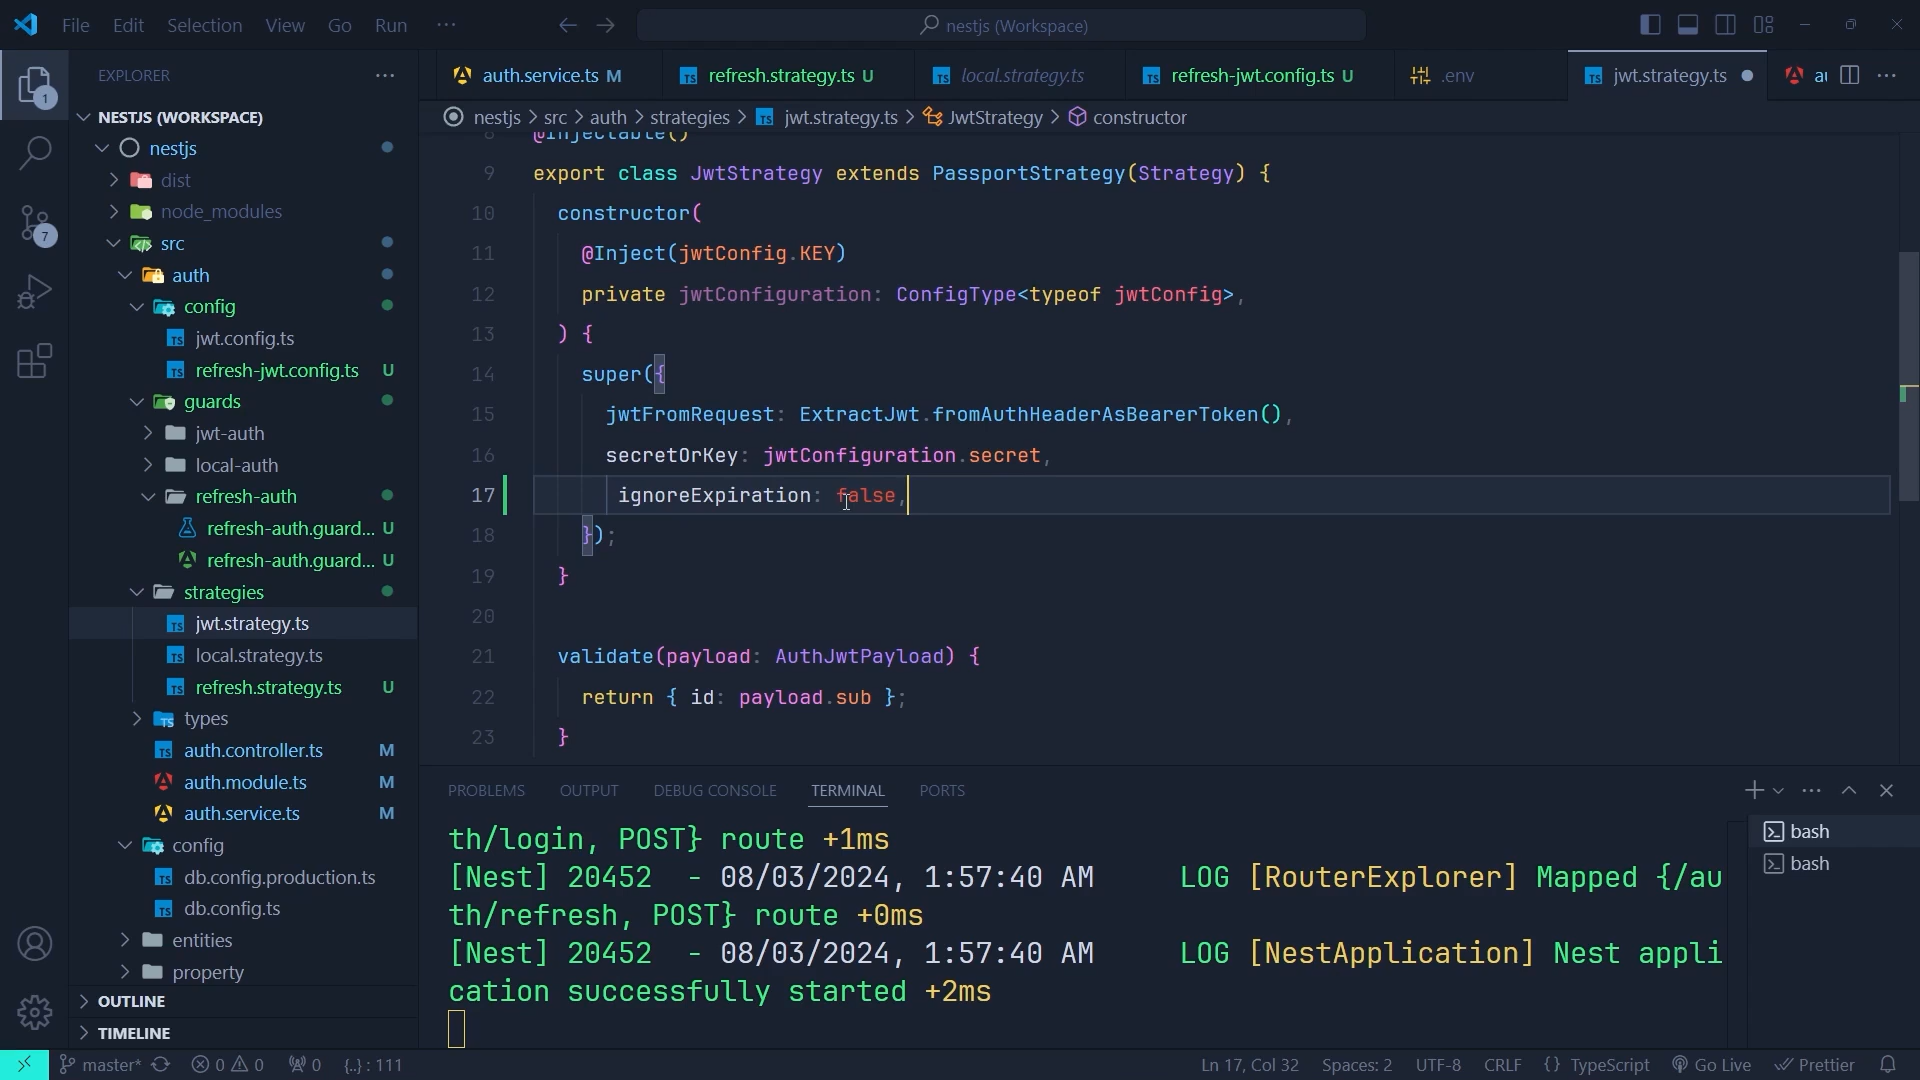 File Edit Selection View Go Run ··· nestjs (Workspace)
EXPLORER ···
NESTJS (WORKSPACE)
nestjs
dist
node_modules
src
auth
config
jwt.config.ts
refresh-jwt.config.ts U
guards
jwt-auth
local-auth
refresh-auth
refresh-auth.guard... U
refresh-auth.guard... U
strategies
jwt.strategy.ts
local.strategy.ts
refresh.strategy.ts U
types
auth.controller.ts M
auth.module.ts M
auth.service.ts M
config
db.config.production.ts
db.config.ts
entities
property
OUTLINE
TIMELINE
1
7
auth.service.ts M
refresh.strategy.ts U
local.strategy.ts
refresh-jwt.config.ts U
.env
jwt.strategy.ts
nestjs > src > auth > strategies > jwt.strategy.ts > JwtStrategy > constructor
8 @Injectable()
9 export class JwtStrategy extends PassportStrategy(Strategy) {
10 constructor(
11 @Inject(jwtConfig.KEY)
12 private jwtConfiguration: ConfigType<typeof jwtConfig>,
13 ) {
14 super({
15 jwtFromRequest: ExtractJwt.fromAuthHeaderAsBearerToken(),
16 secretOrKey: jwtConfiguration.secret,
17 ignoreExpiration: false,
18 });
19 }
20
21 validate(payload: AuthJwtPayload) {
22 return { id: payload.sub };
23 }
PROBLEMS OUTPUT DEBUG CONSOLE TERMINAL PORTS
th/login, POST} route +1ms
[Nest] 20452 - 08/03/2024, 1:57:40 AM LOG [RouterExplorer] Mapped {/au
th/refresh, POST} route +0ms
[Nest] 20452 - 08/03/2024, 1:57:40 AM LOG [NestApplication] Nest appli
cation successfully started +2ms
bash
bash
master* 0 0 0 {..} : 111 Ln 17, Col 32 Spaces: 2 UTF-8 CRLF {} TypeScript Go Live Prettier